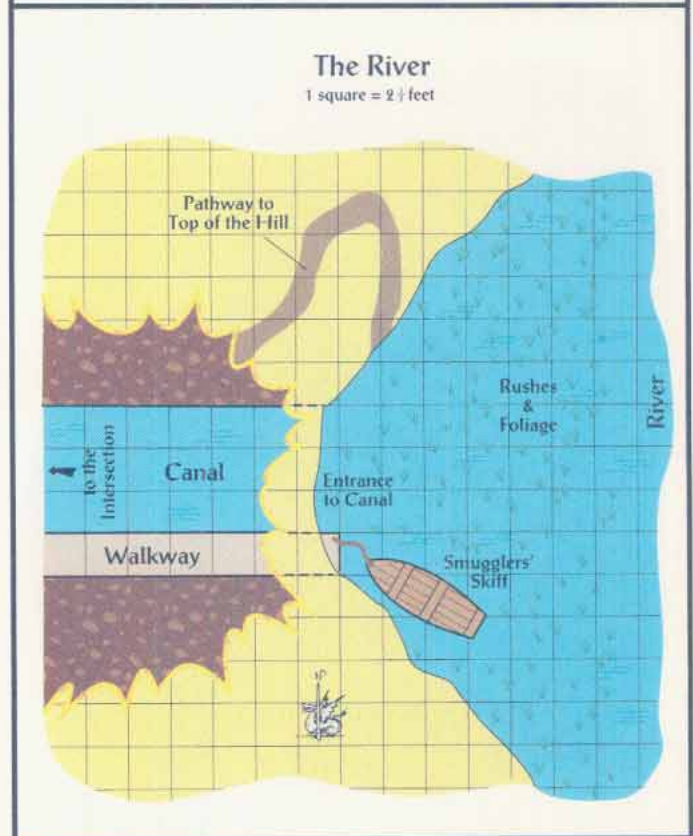 The River
1 square = 2½ feet
Pathway to
Top of the Hill
Rushes
&
Foliage
River
to the
Intersection
Canal
Entrance
to Canal
Walkway
Smugglers'
Skiff